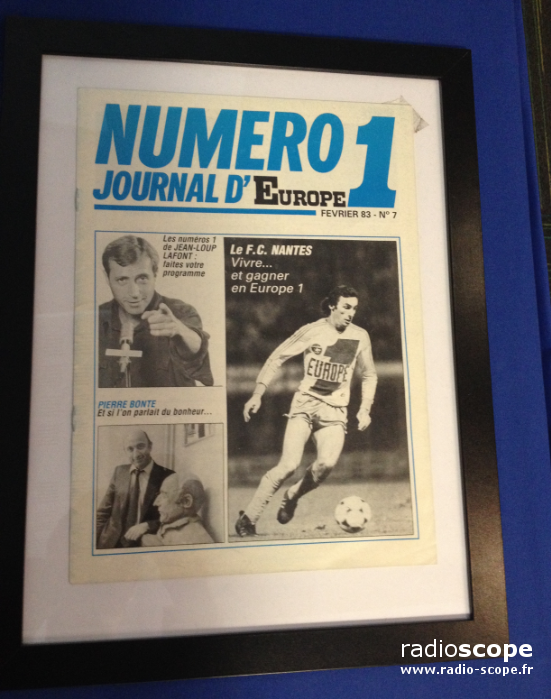 NUMERO 1
JOURNAL D'EUROPE
FEVRIER 83 - N° 7
Les numéros 1
de JEAN-LOUP
LAFONT :
faites votre
programme
Le F.C. NANTES
Vivre...
et gagner
en Europe 1
EUROPE
1
PIERRE BONTE
Et si l'on parlait du bonheur...
radioscope
www.radio-scope.fr